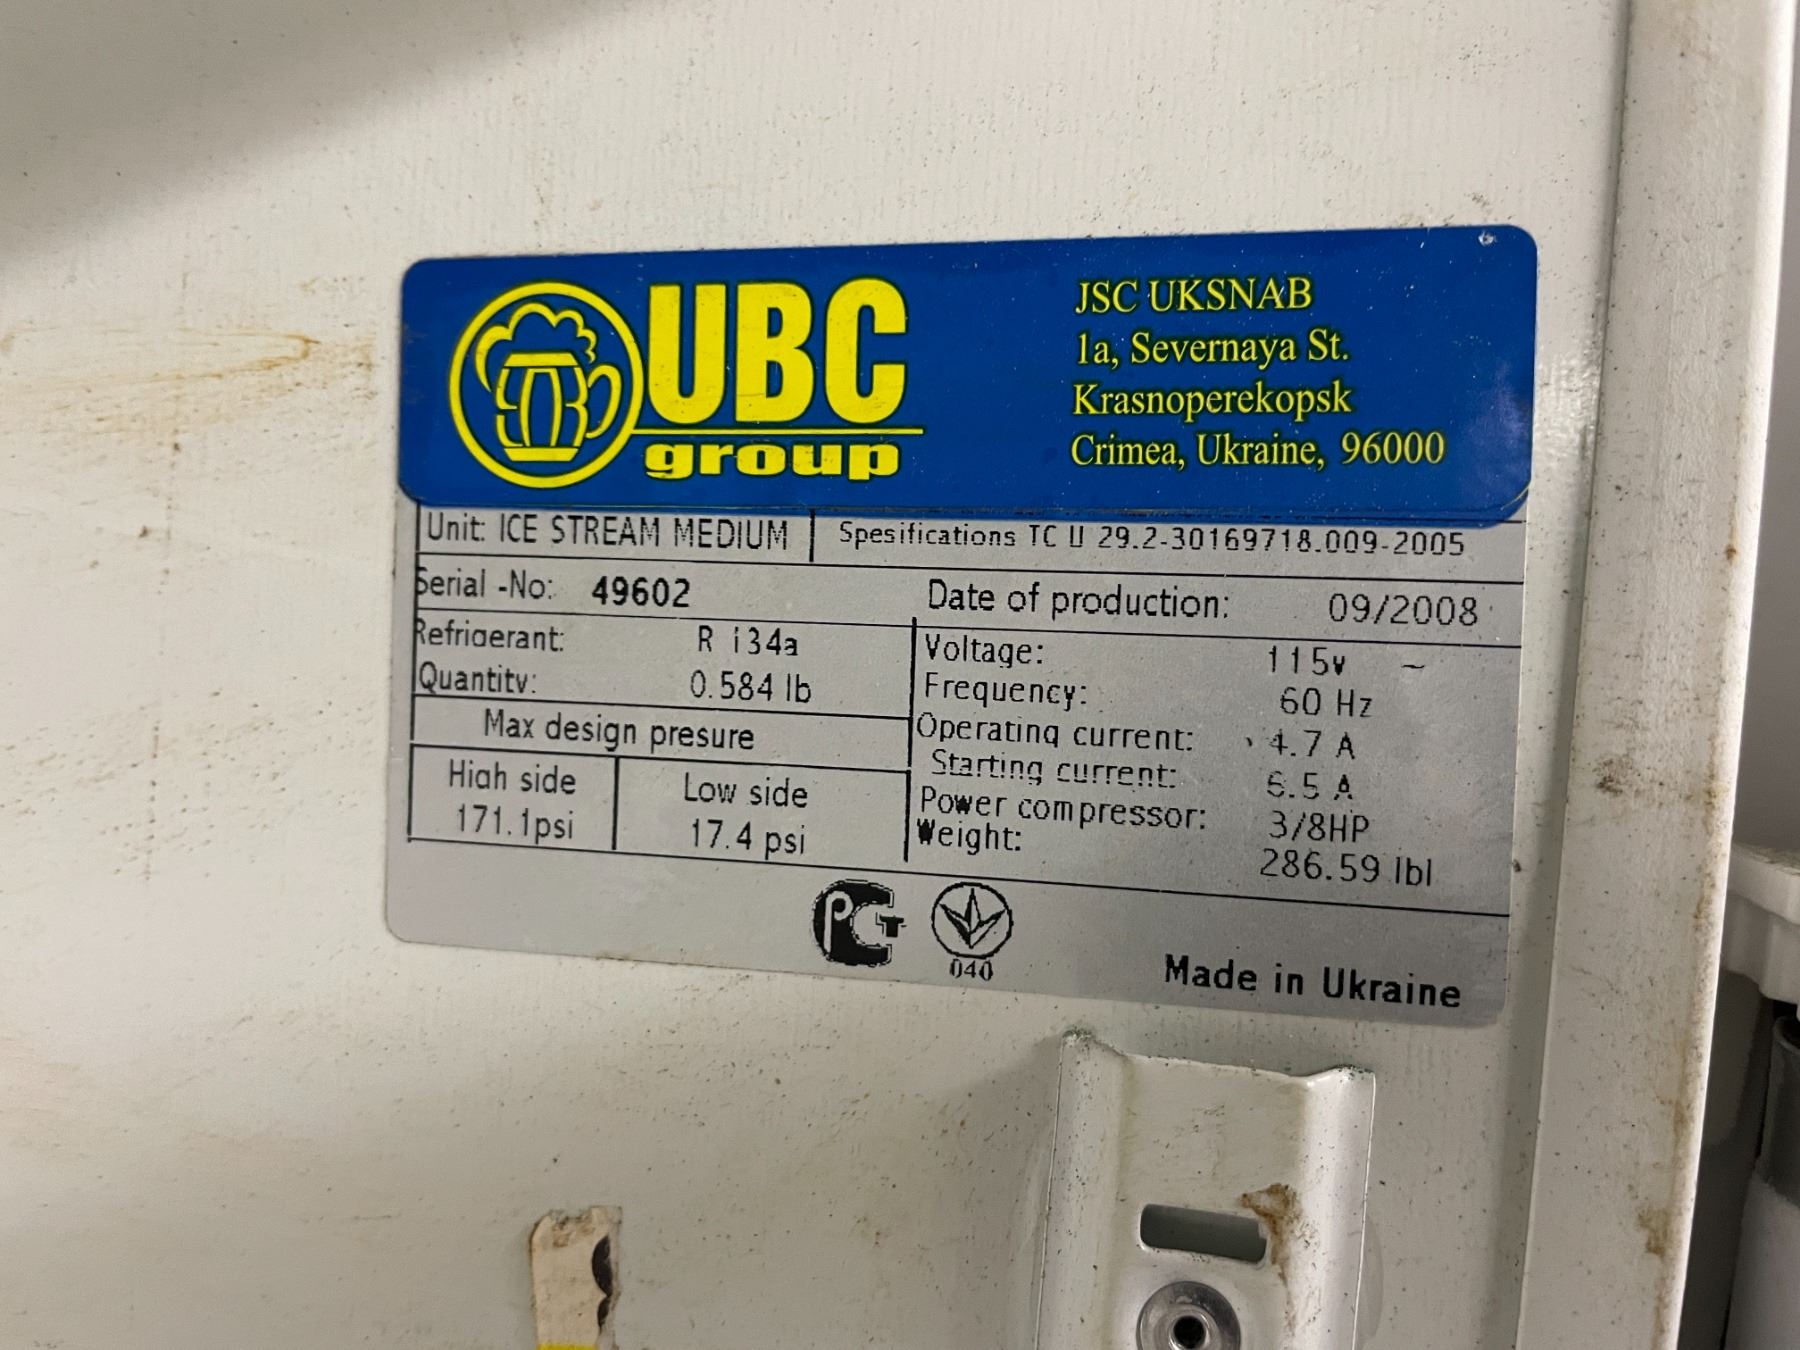 UBC
group
JSC UKSNAB
1a, Severnaya St.
Krasnoperekopsk
Crimea, Ukraine, 96000
Unit: ICE STREAM MEDIUM
Spesifications TC U 29.2-30169718.009-2005
Serial -No: 49602
Date of production: 09/2008
Refrigerant: R 134a
Quantity: 0.584 lb
Max design presure
High side
171.1psi
Low side
17.4 psi
Voltage: 115v ~
Frequency: 60 Hz
Operating current: 4.7 A
Starting current: 6.5 A
Power compressor: 3/8HP
Weight: 286.59 lbl
РСТ
040
Made in Ukraine